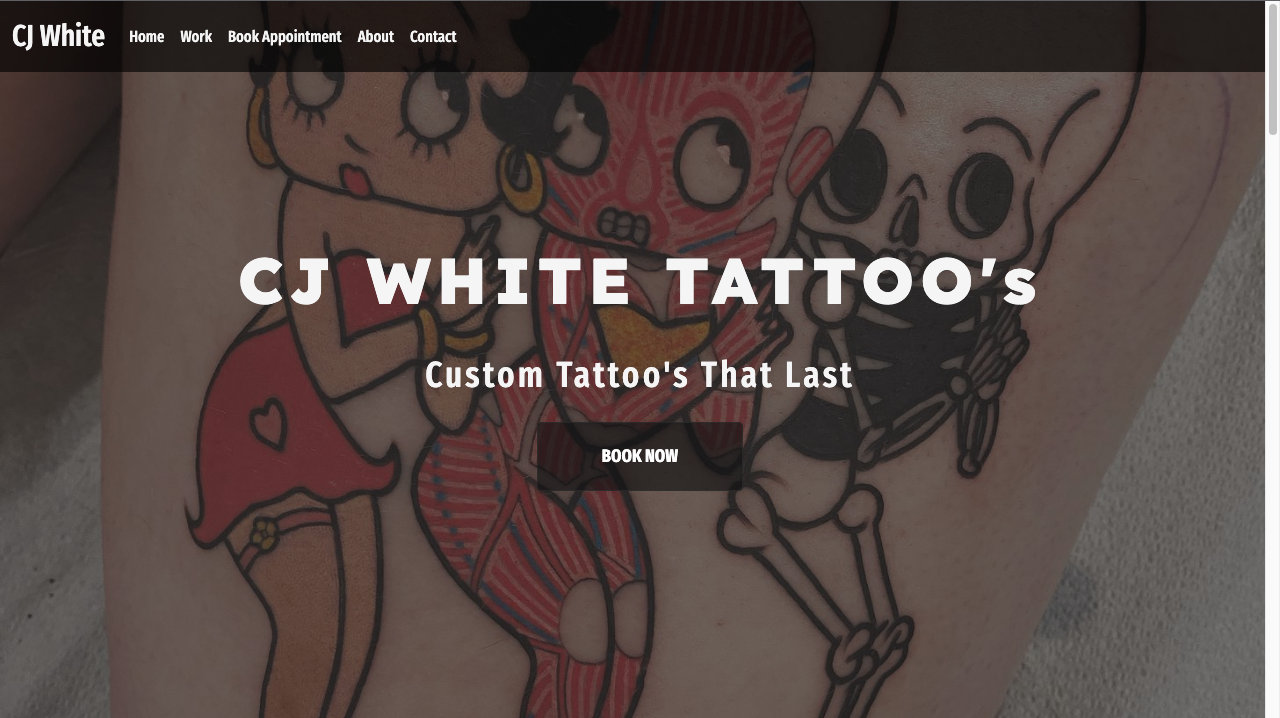 CJ White
Home Work Book Appointment About Contact
CJ WHITE TATTOO's
Custom Tattoo's That Last
BOOK NOW